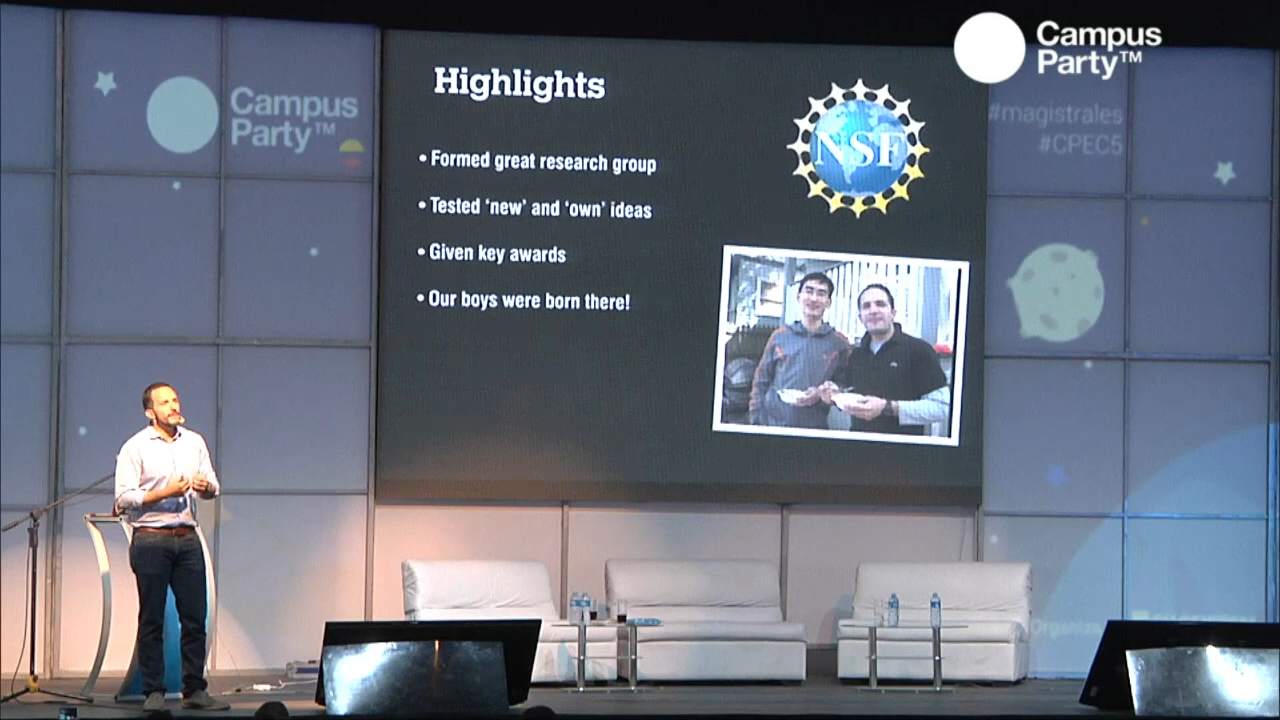 Campus
Party™
Campus
Party™
#magistrales
#CPEC5
Highlights
NSF
• Formed great research group
• Tested ‘new’ and ‘own’ ideas
• Given key awards
• Our boys were born there!